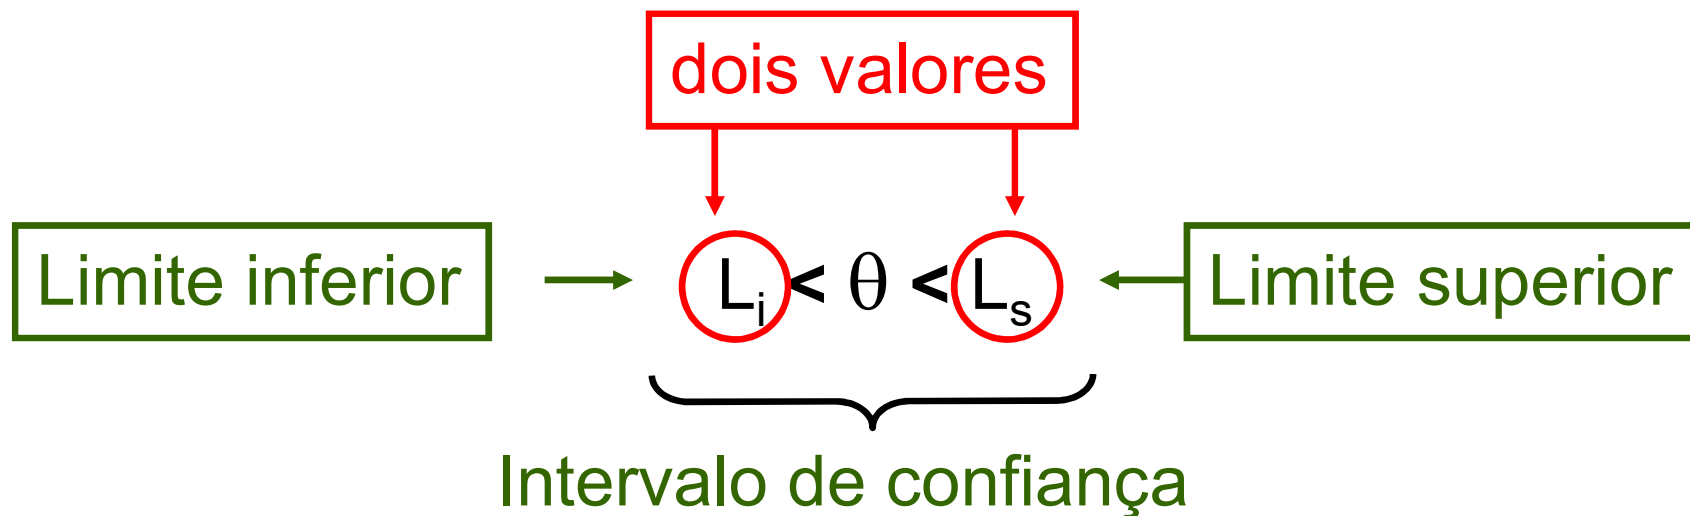 dois valores
Limite inferior
Lᵢ < θ < Lₛ
Limite superior
Intervalo de confiança